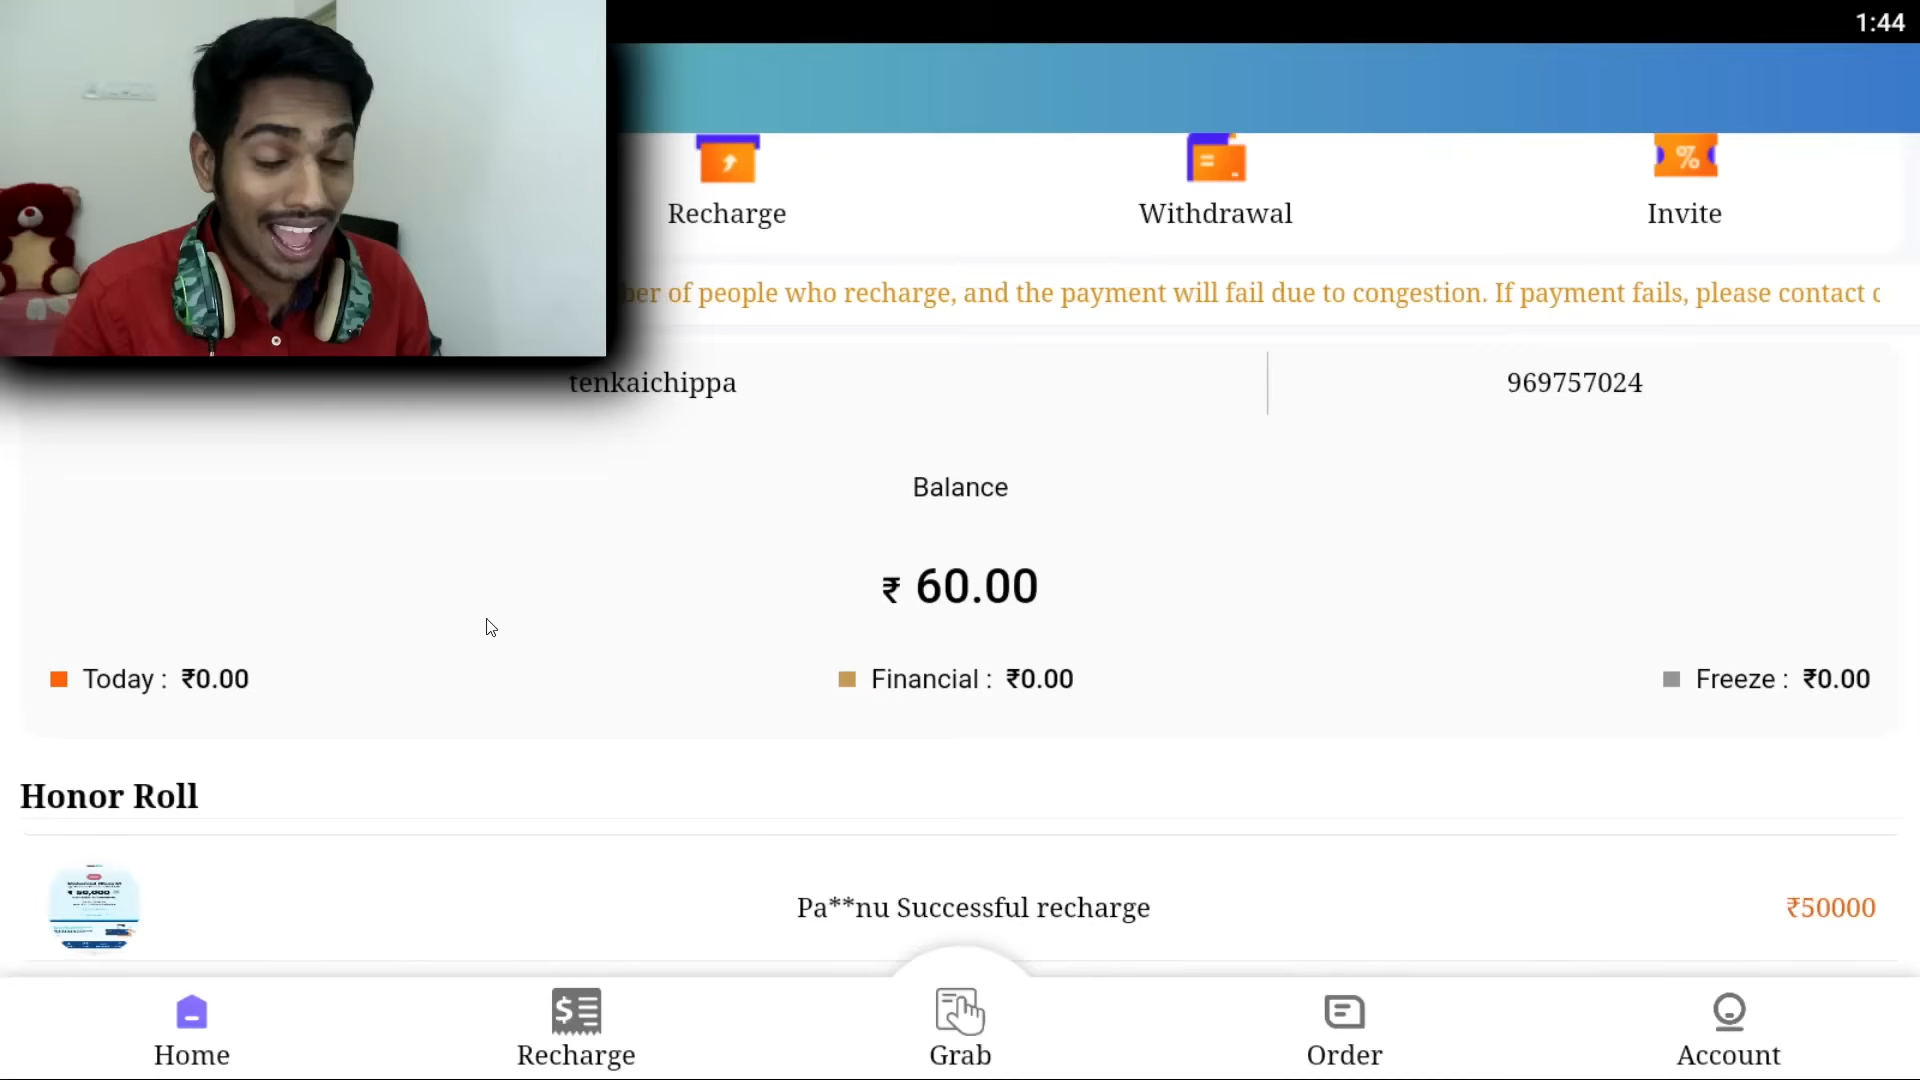 1:44
Recharge
Withdrawal
Invite
ber of people who recharge, and the payment will fail due to congestion. If payment fails, please contact c
tenkaichippa
969757024
Balance
₹ 60.00
Today : ₹0.00
Financial : ₹0.00
Freeze : ₹0.00
Honor Roll
Pa**nu Successful recharge
₹50000
Home
Recharge
Grab
Order
Account